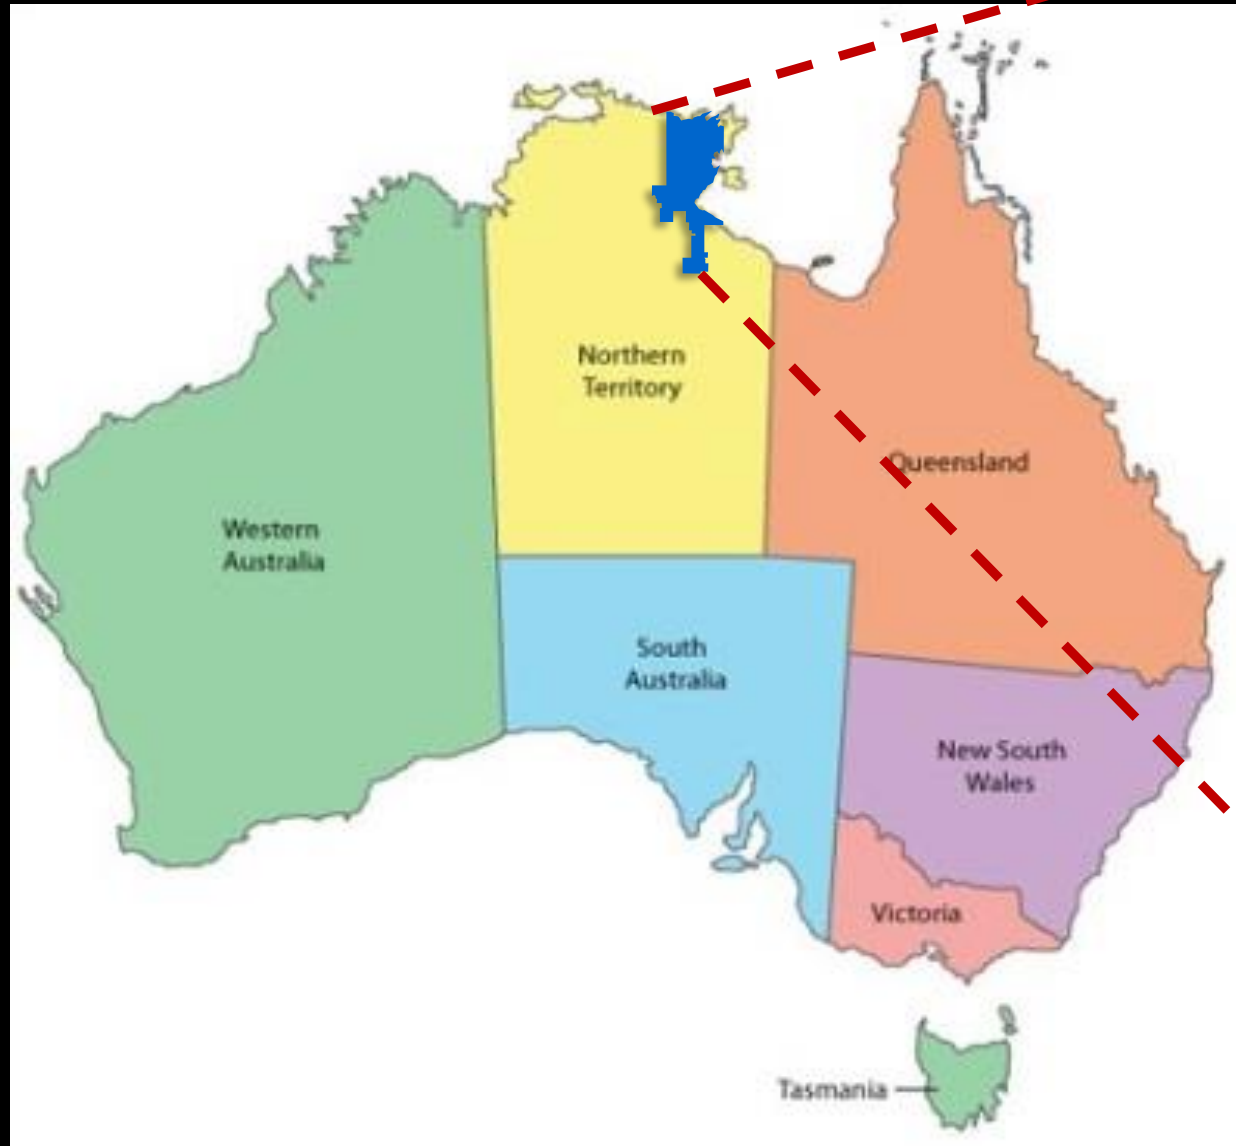 Northern
Territory
Queensland
Western
Australia
South
Australia
New South
Wales
Victoria
Tasmania